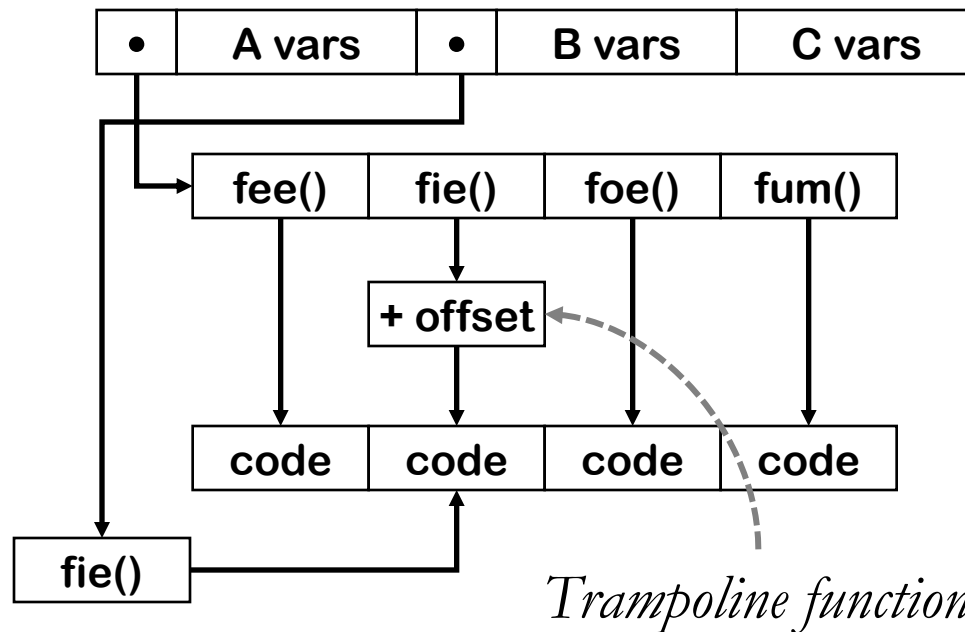 • A vars • B vars C vars
fee() fie() foe() fum()
+ offset
code code code code
fie()
Trampoline function